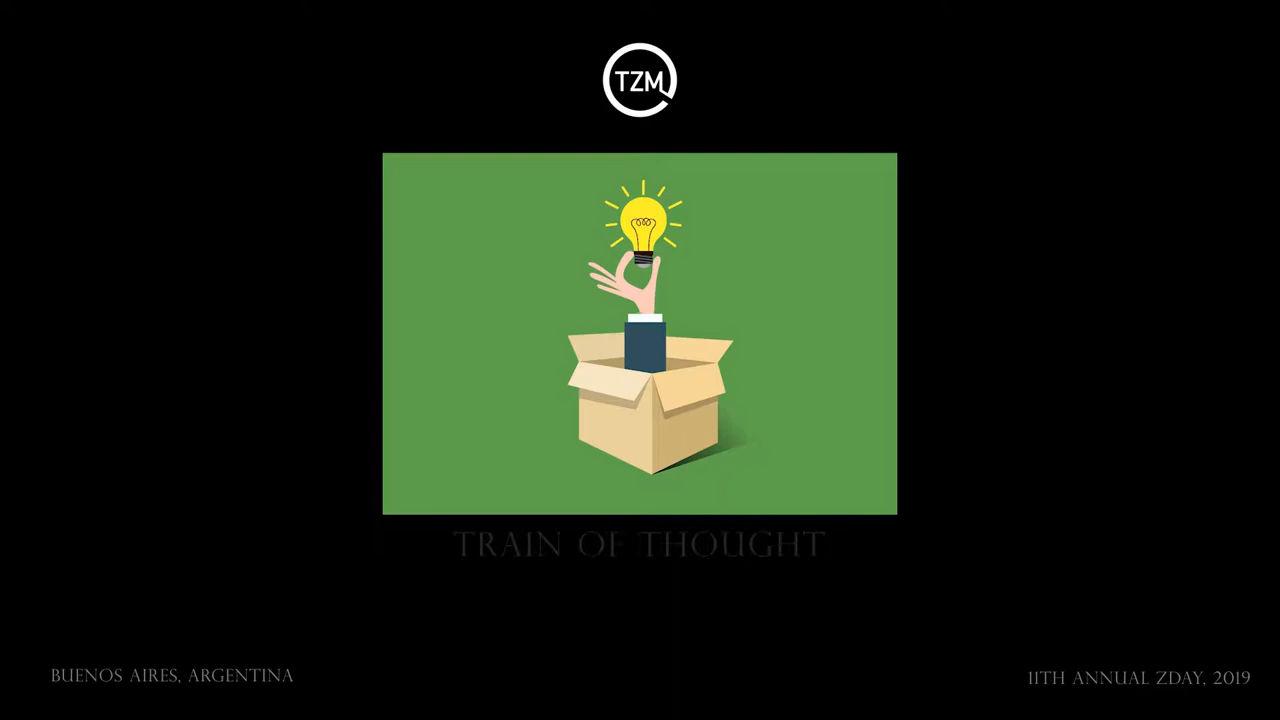 TZM
TRAIN OF THOUGHT
BUENOS AIRES, ARGENTINA
11TH ANNUAL ZDAY, 2019